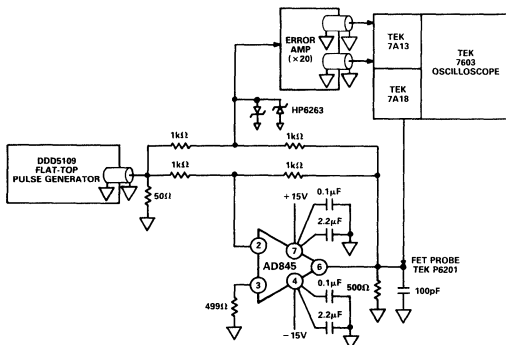 ERROR
AMP
(×20)
TEK
7A13
TEK
7A18
TEK
7603
OSCILLOSCOPE
HP6263
1kΩ
1kΩ
DDD5109
FLAT-TOP
PULSE GENERATOR
1kΩ
1kΩ
50Ω
+15V
0.1µF
2.2µF
2
7
AD845
6
3
4
FET PROBE
TEK P6201
0.1µF
500Ω
100pF
499Ω
2.2µF
−15V